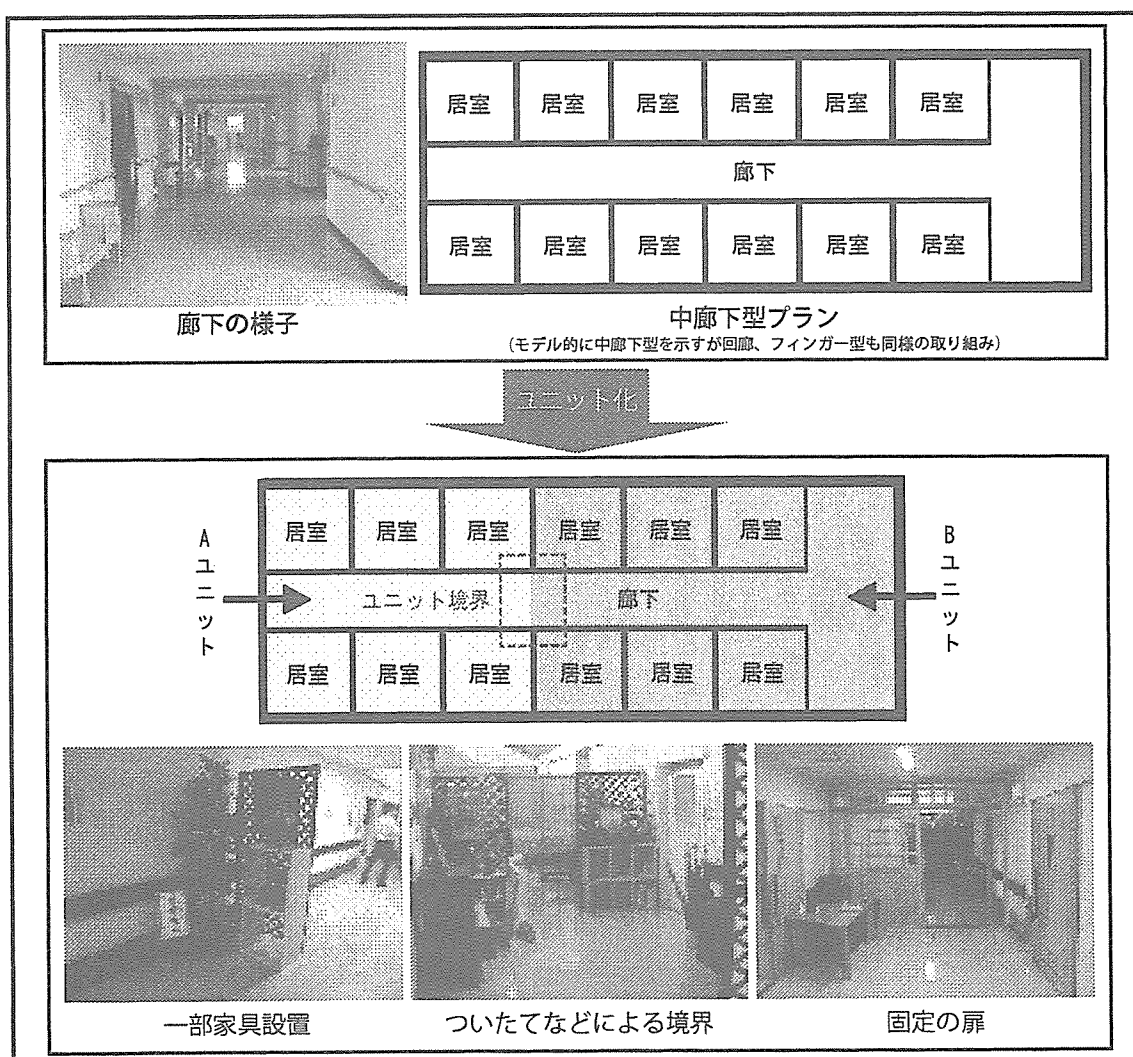 居室 居室 居室 居室 居室 居室
廊下
居室 居室 居室 居室 居室 居室
廊下の様子
中廊下型プラン
（モデル的に中廊下型を示すが回廊、フィンガー型も同様の取り組み）
ユニット化
居室 居室 居室 居室 居室 居室
Aユニット
ユニット境界
廊下
Bユニット
居室 居室 居室 居室 居室 居室
一部家具設置
ついたてなどによる境界
固定の扉